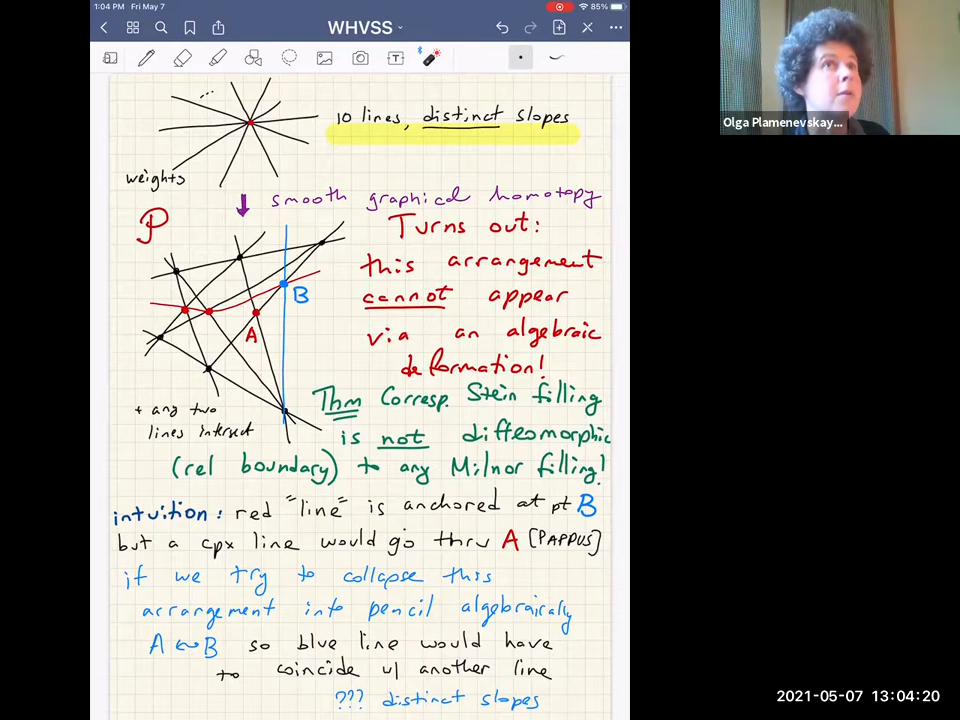 1:04 PM Fri May 7
85%
WHVSS
Olga Plamenevskay...
10 lines, distinct slopes
weights
smooth graphical homotopy
P
Turns out:
this arrangement
cannot appear
via an algebraic
deformation!
B
A
+ any two
lines intersect
Thm Corresp. Stein filling
is not diffeomorphic
(rel boundary) to any Milnor filling!
intuition: red "line" is anchored at pt B
but a cpx line would go thru A [PAPPUS]
if we try to collapse this
arrangement into pencil algebraically
A ↔ B so blue line would have
to coincide w/ another line
??? distinct slopes
2021-05-07 13:04:20